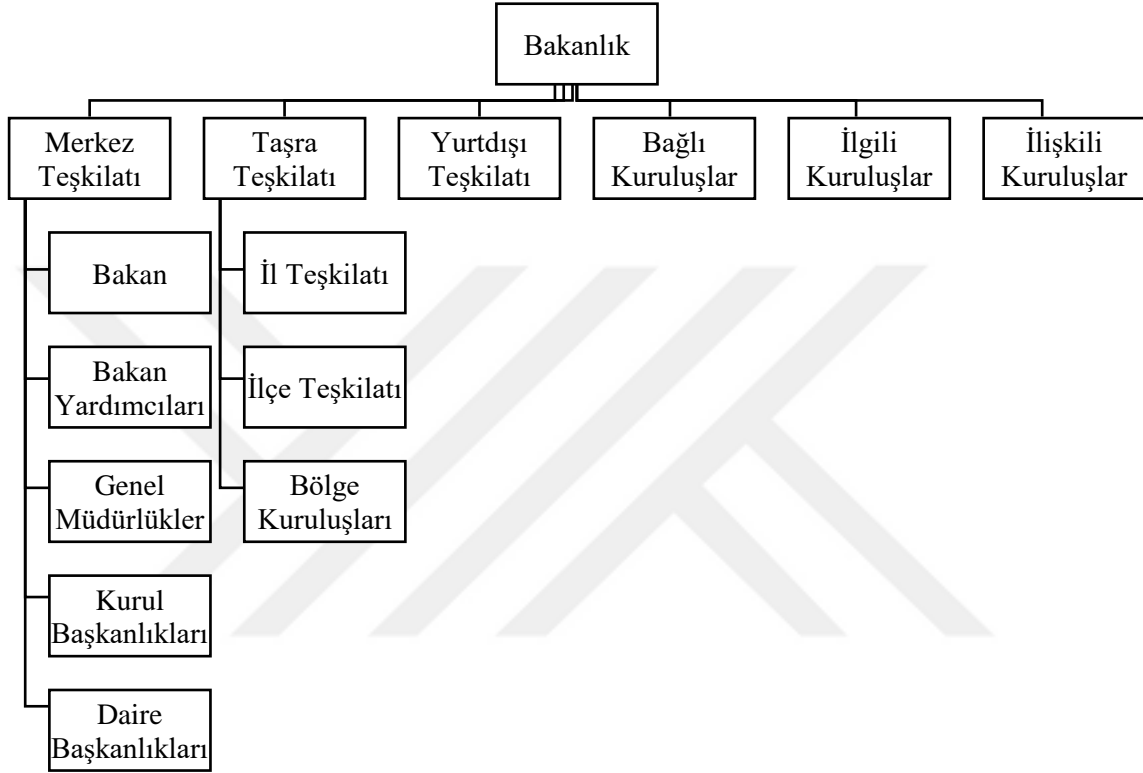 Bakanlık
Merkez
Teşkilatı
Taşra
Teşkilatı
Yurtdışı
Teşkilatı
Bağlı
Kuruluşlar
İlgili
Kuruluşlar
İlişkili
Kuruluşlar
Bakan
Bakan
Yardımcıları
Genel
Müdürlükler
Kurul
Başkanlıkları
Daire
Başkanlıkları
İl Teşkilatı
İlçe Teşkilatı
Bölge
Kuruluşları